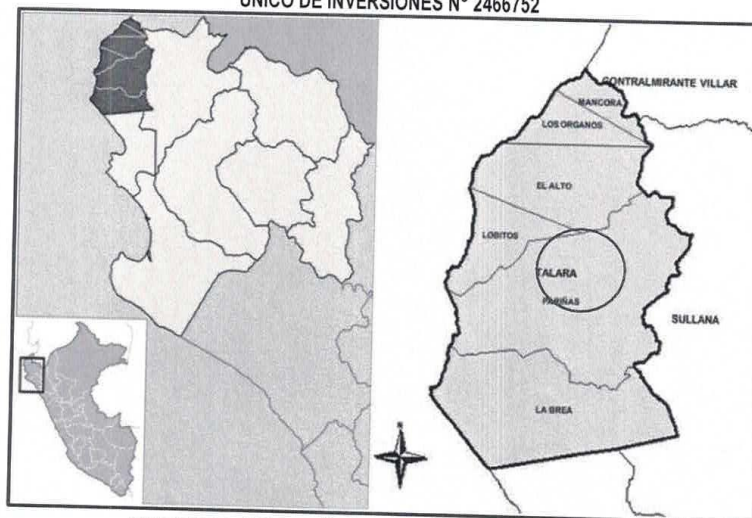 ÚNICO DE INVERSIONES N° 2466752
CONTRALMIRANTE VILLAR
MANCORA
LOS ORGANOS
EL ALTO
LOBITOS
TALARA
PARIÑAS
SULLANA
LA BREA
N